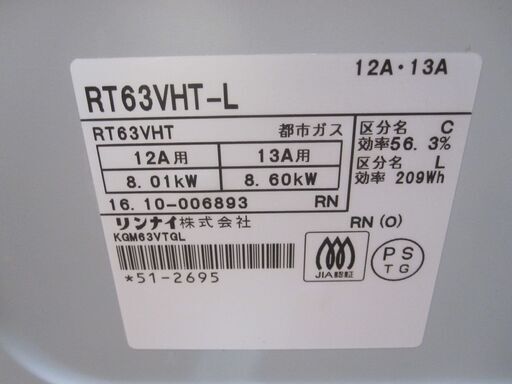 12A・13A
RT63VHT-L
RT63VHT 都市ガス
12A用 13A用
8.01kW 8.60kW
16.10-006893 RN
区分名 C
効率56.3%
区分名 L
効率 209Wh
リンナイ株式会社
KGM63VTGL
RN(O)
*51-2695
JIA認証
PS
TG